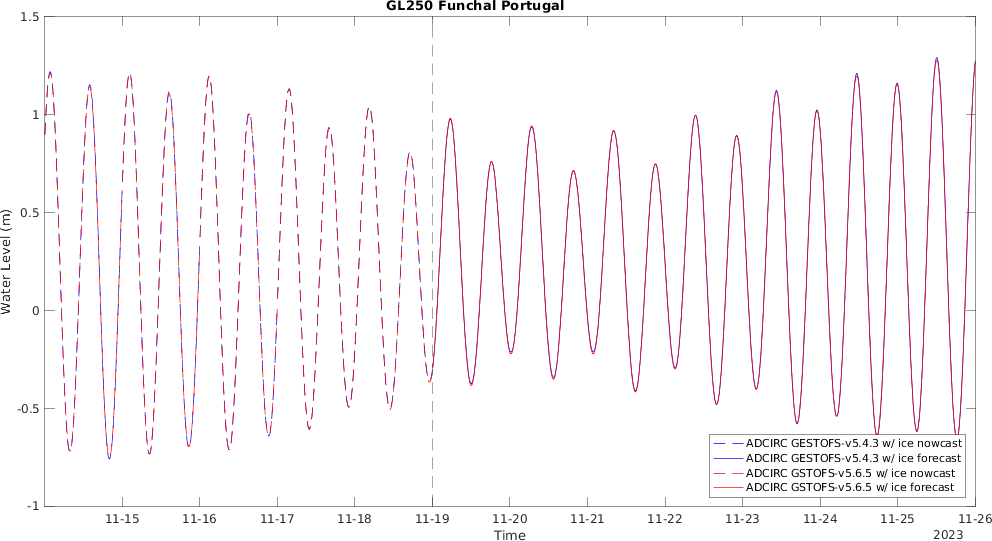 GL250 Funchal Portugal
1.5
1
0.5
0
-0.5
-1
Water Level (m)
11-15 11-16 11-17 11-18 11-19 11-20 11-21 11-22 11-23 11-24 11-25 11-26
Time
2023
ADCIRC GESTOFS-v5.4.3 w/ ice nowcast
ADCIRC GESTOFS-v5.4.3 w/ ice forecast
ADCIRC GSTOFS-v5.6.5 w/ ice nowcast
ADCIRC GSTOFS-v5.6.5 w/ ice forecast